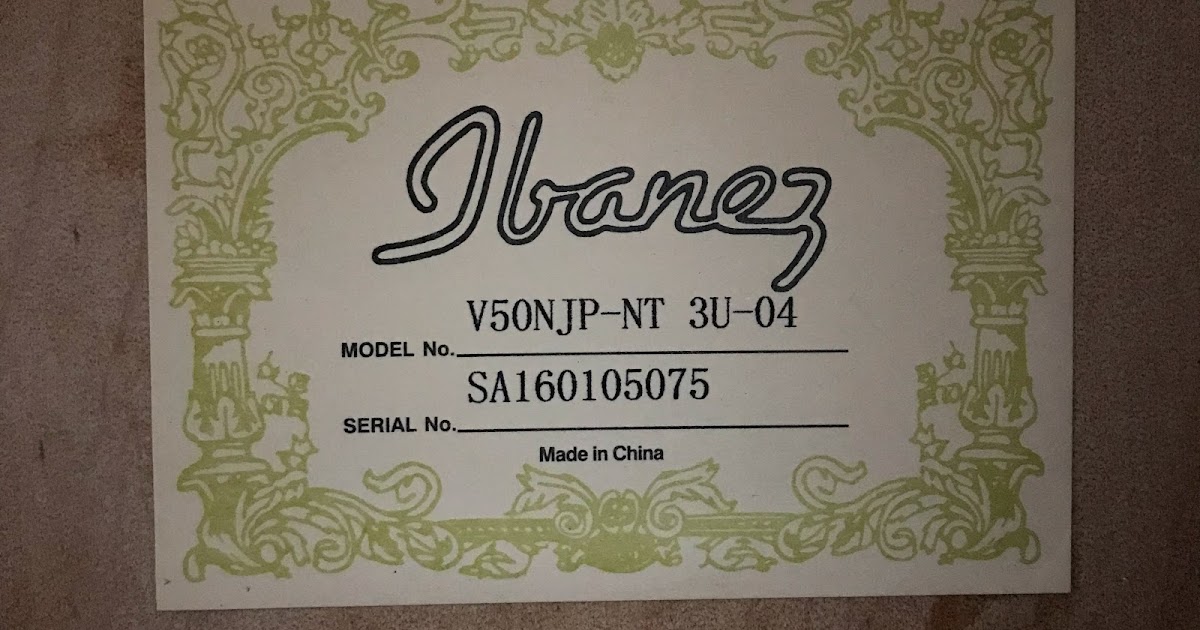 Ibanez
V50NJP-NT 3U-04
MODEL No.
SA160105075
SERIAL No.
Made in China